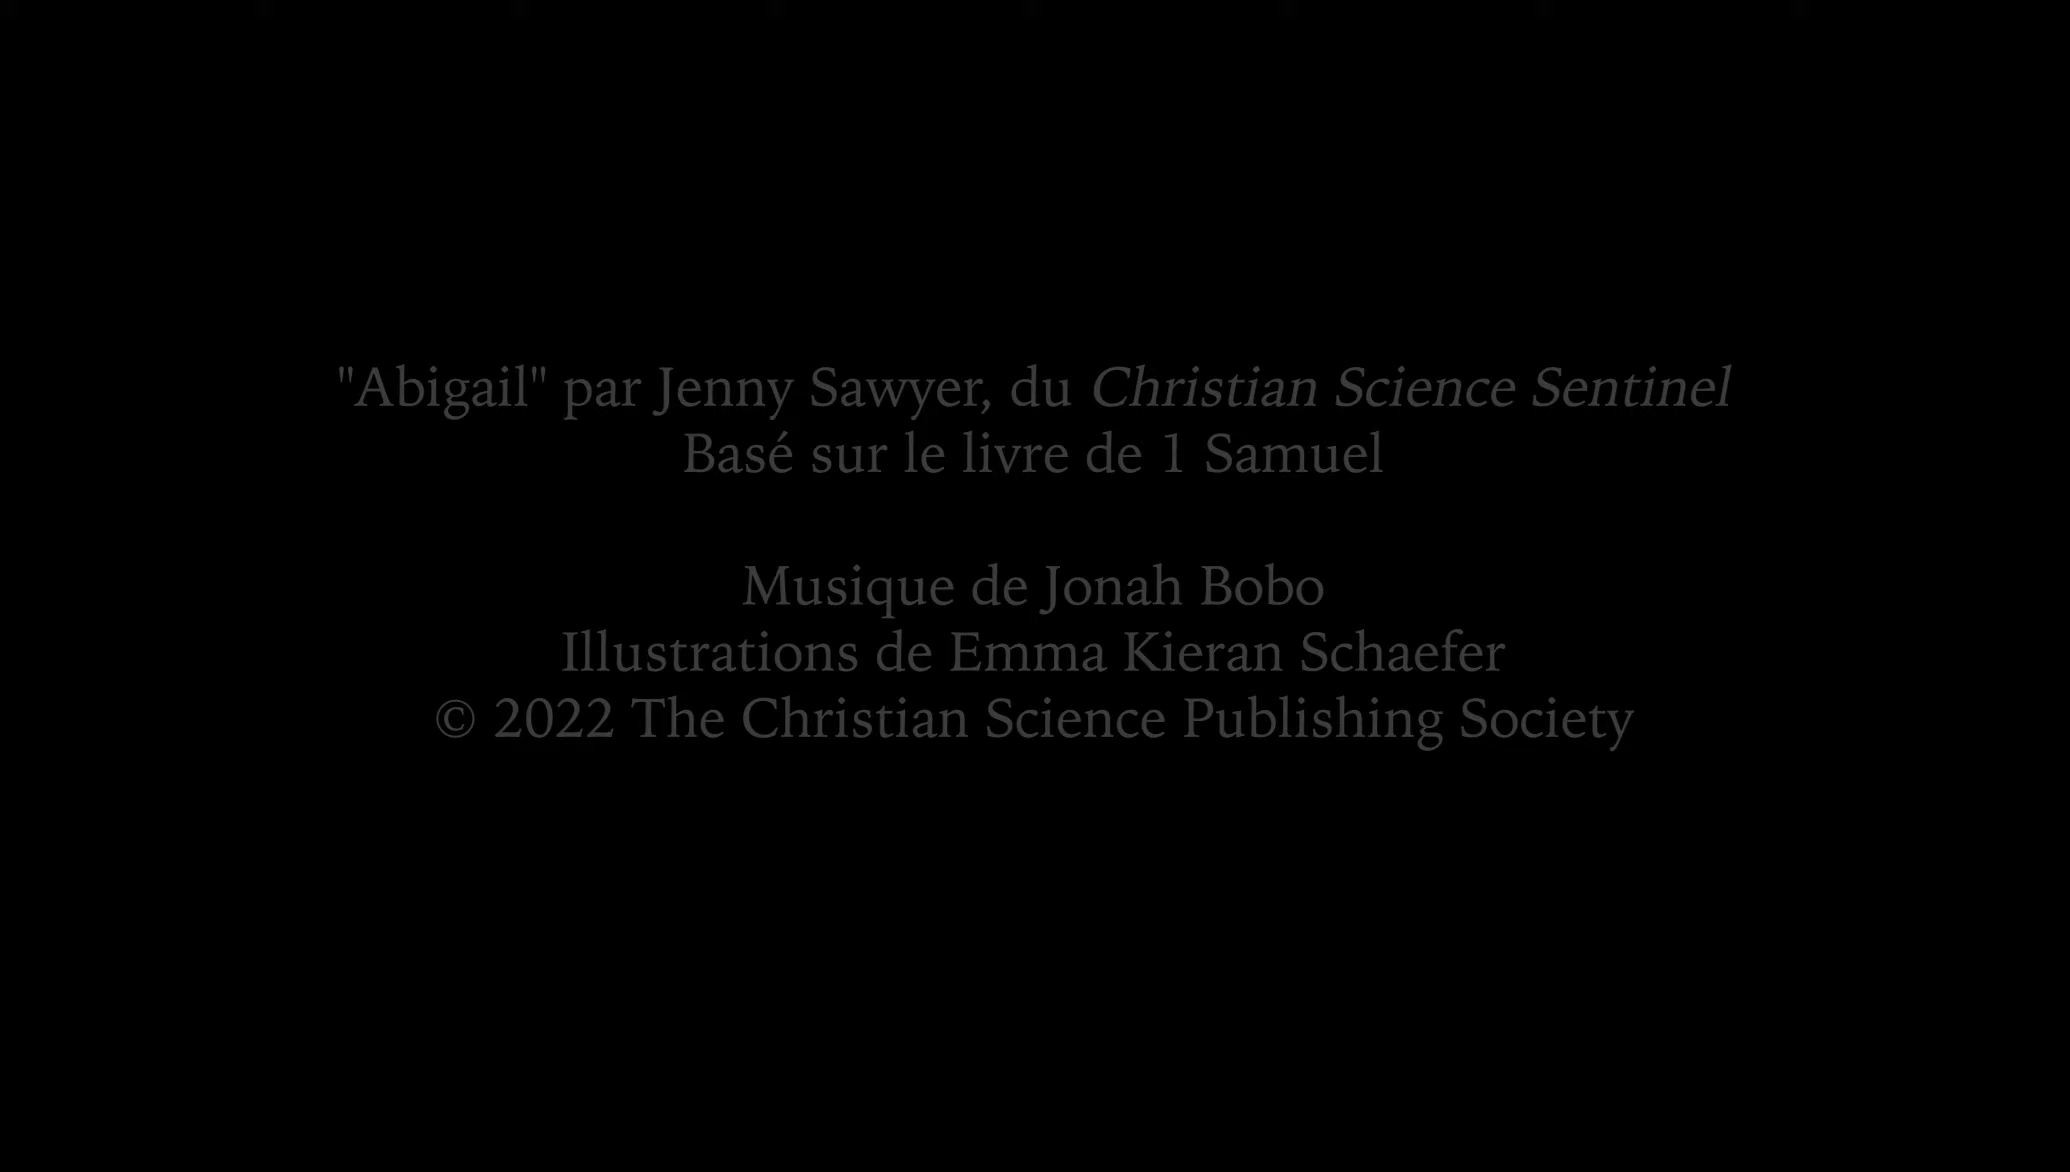 "Abigail" par Jenny Sawyer, du Christian Science Sentinel
Basé sur le livre de 1 Samuel
Musique de Jonah Bobo
Illustrations de Emma Kieran Schaefer
© 2022 The Christian Science Publishing Society